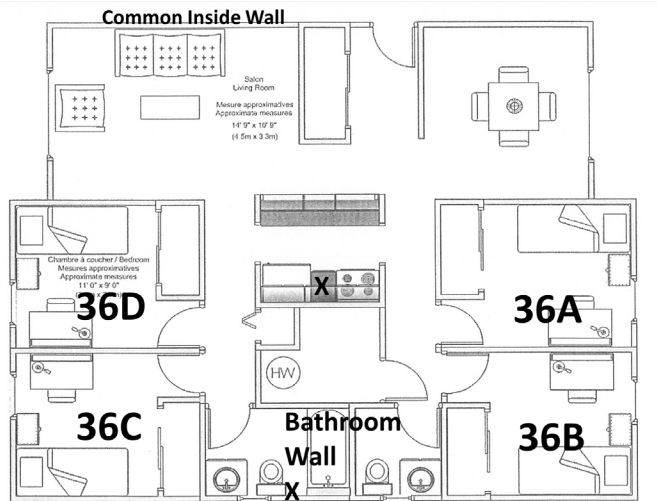 Common Inside Wall
Salon
Living Room
Mesure approximatives
Approximate measures
14' 9" x 10' 9"
(4.5m x 3.3m)
Chambre à coucher / Bedroom
Mesures approximatives
Approximate measures
11' 0" x 9' 0"
36D
36A
X
HW
36C
36B
Bathroom
Wall
X